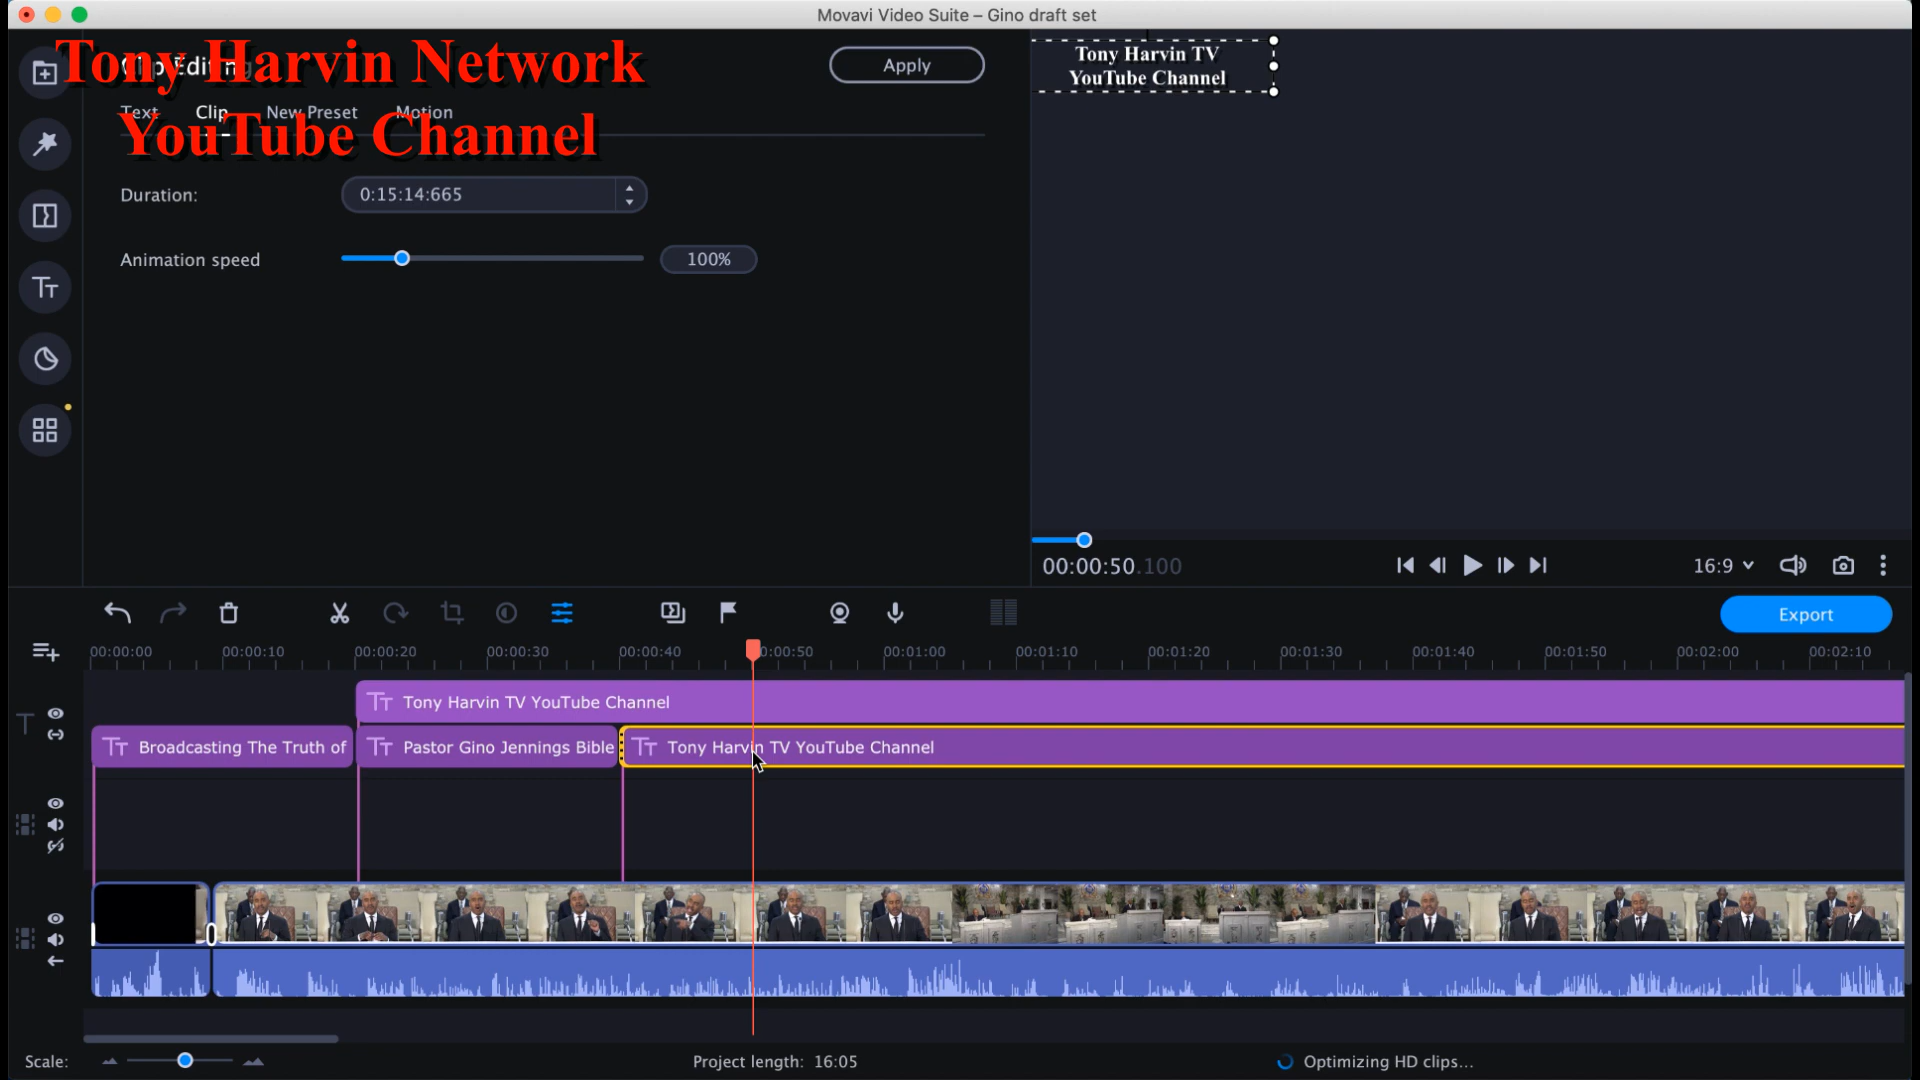 Movavi Video Suite – Gino draft set
Tony Harvin Network
YouTube Channel
Clip Editing
Apply
Text Clip New Preset Motion
Duration: 0:15:14:665
Animation speed 100%
Tony Harvin TV
YouTube Channel
00:00:50.100
16:9
Export
00:00:00 00:00:10 00:00:20 00:00:30 00:00:40 00:00:50 00:01:00 00:01:10 00:01:20 00:01:30 00:01:40 00:01:50 00:02:00 00:02:10
Tony Harvin TV YouTube Channel
Broadcasting The Truth of
Pastor Gino Jennings Bible
Tony Harvin TV YouTube Channel
Scale:
Project length: 16:05
Optimizing HD clips...